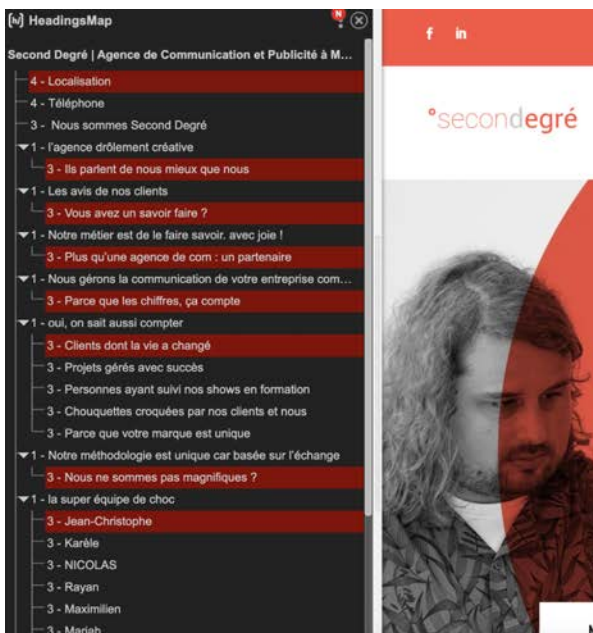 [h] HeadingsMap
N
Second Degré | Agence de Communication et Publicité à M...
4 - Localisation
4 - Téléphone
3 - Nous sommes Second Degré
1 - l'agence drôlement créative
3 - Ils parlent de nous mieux que nous
1 - Les avis de nos clients
3 - Vous avez un savoir faire ?
1 - Notre métier est de le faire savoir. avec joie !
3 - Plus qu'une agence de com : un partenaire
1 - Nous gérons la communication de votre entreprise com...
3 - Parce que les chiffres, ça compte
1 - oui, on sait aussi compter
3 - Clients dont la vie a changé
3 - Projets gérés avec succès
3 - Personnes ayant suivi nos shows en formation
3 - Chouquettes croquées par nos clients et nous
3 - Parce que votre marque est unique
1 - Notre méthodologie est unique car basée sur l'échange
3 - Nous ne sommes pas magnifiques ?
1 - la super équipe de choc
3 - Jean-Christophe
3 - Karèle
3 - NICOLAS
3 - Rayan
3 - Maximilien
3 - Mariah
f in
°secondegré